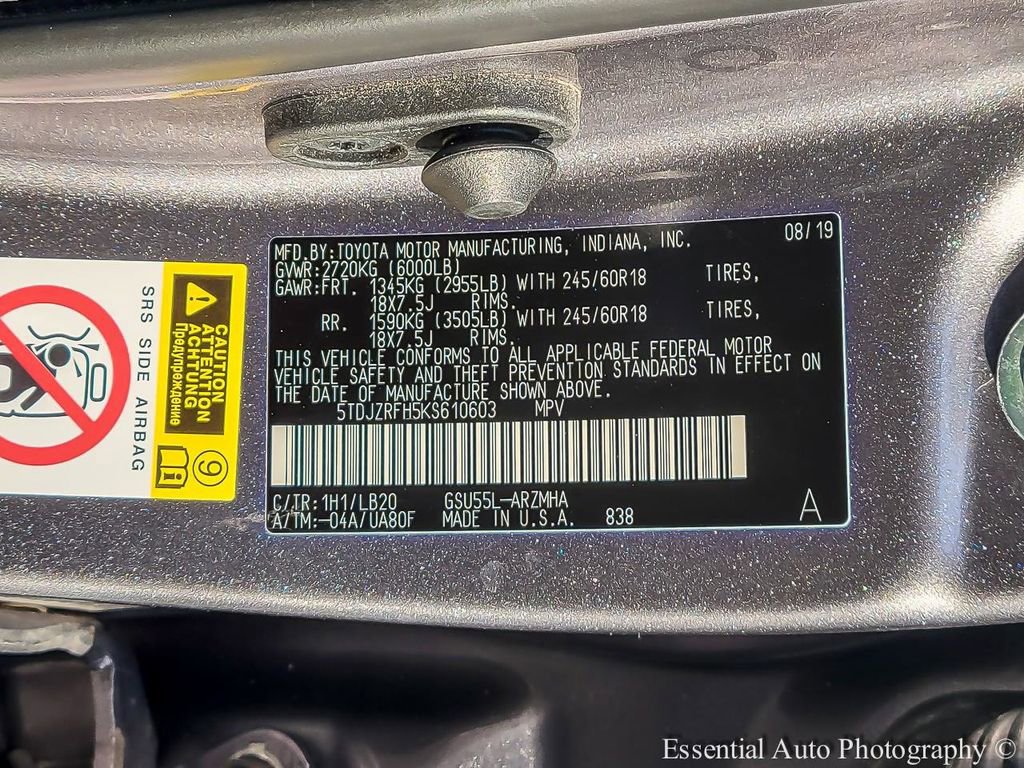 MFD.BY:TOYOTA MOTOR MANUFACTURING, INDIANA, INC. 08/19
GVWR:2720KG (6000LB)
GAWR:FRT. 1345KG (2955LB) WITH 245/60R18 TIRES,
18X7.5J RIMS.
RR. 1590KG (3505LB) WITH 245/60R18 TIRES,
18X7.5J RIMS.
THIS VEHICLE CONFORMS TO ALL APPLICABLE FEDERAL MOTOR
VEHICLE SAFETY AND THEFT PREVENTION STANDARDS IN EFFECT ON
THE DATE OF MANUFACTURE SHOWN ABOVE.
5TDJZRFH5KS610603 MPV
C/TR:1H1/LB20 GSU55L-ARZMHA
A/TM:-04A/UA80F MADE IN U.S.A. 838 A
CAUTION
ATTENTION
ACHTUNG
Предупреждение
SRS SIDE AIRBAG
9
Essential Auto Photography ©